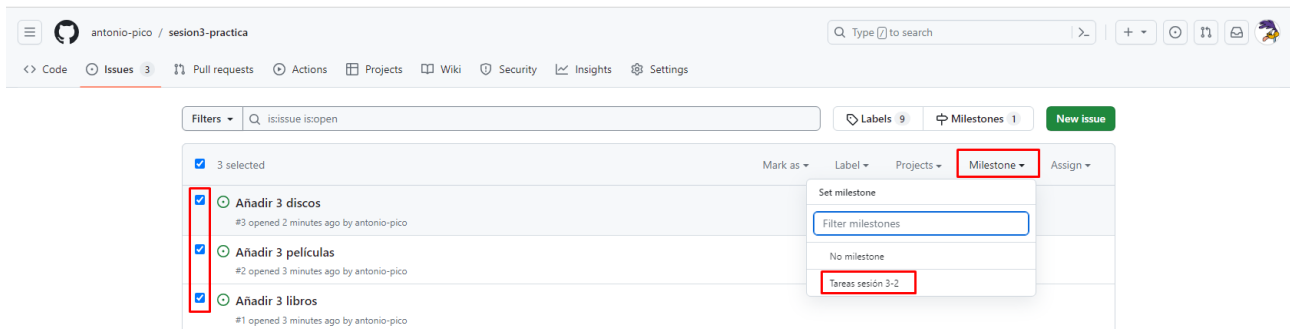 antonio-pico / sesion3-practica
Type / to search
Code Issues 3 Pull requests Actions Projects Wiki Security Insights Settings
Filters is:issue is:open Labels 9 Milestones 1 New issue
3 selected Mark as Label Projects Milestone Assign
Set milestone
Filter milestones
No milestone
Tareas sesión 3-2
Añadir 3 discos
#3 opened 2 minutes ago by antonio-pico
Añadir 3 películas
#2 opened 3 minutes ago by antonio-pico
Añadir 3 libros
#1 opened 3 minutes ago by antonio-pico